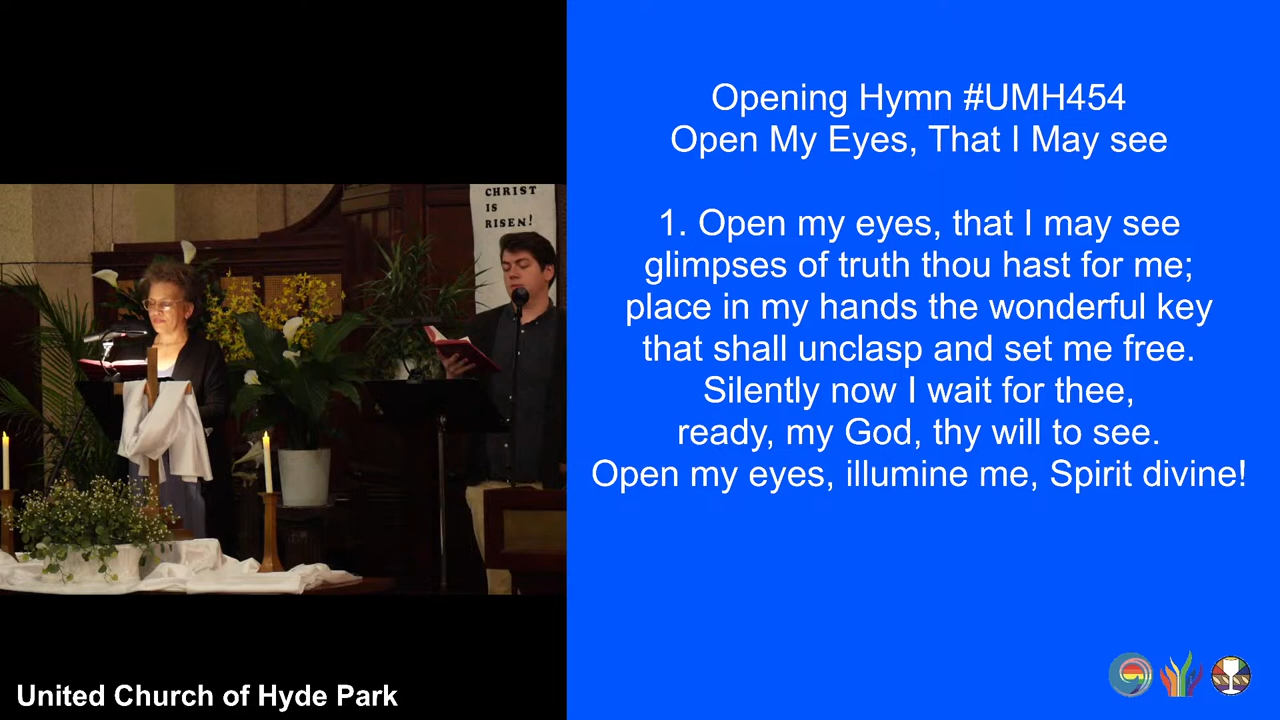 CHRIST
IS
RISEN!
United Church of Hyde Park
Opening Hymn #UMH454
Open My Eyes, That I May see
1. Open my eyes, that I may see
glimpses of truth thou hast for me;
place in my hands the wonderful key
that shall unclasp and set me free.
Silently now I wait for thee,
ready, my God, thy will to see.
Open my eyes, illumine me, Spirit divine!